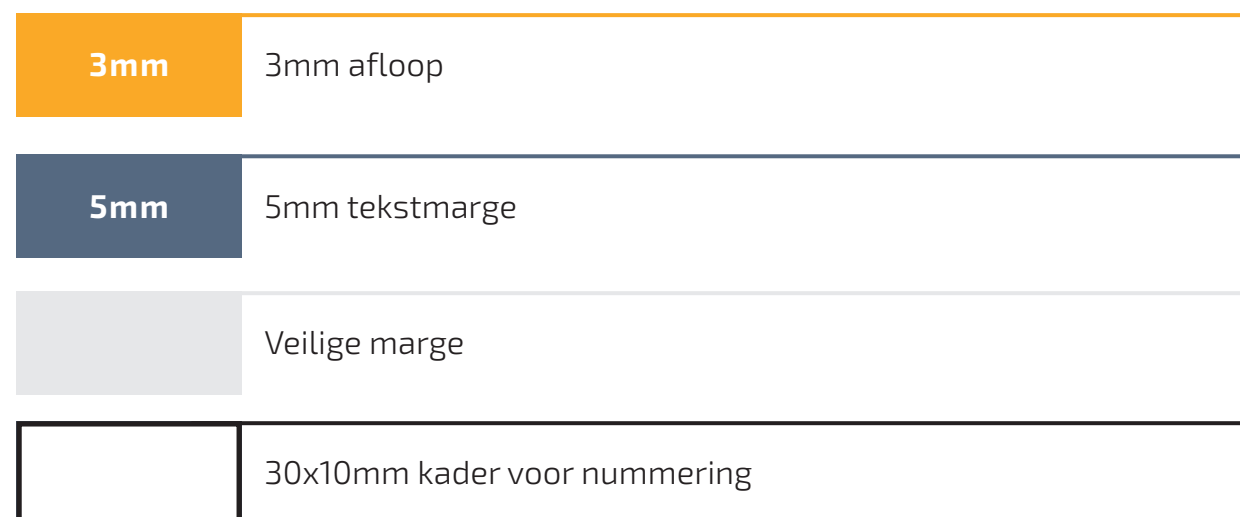 3mm 3mm afloop
5mm 5mm tekstmarge
Veilige marge
30x10mm kader voor nummering